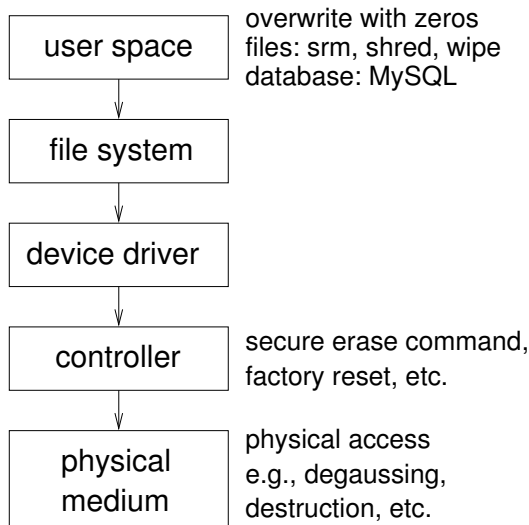 user space
overwrite with zeros
files: srm, shred, wipe
database: MySQL
file system
device driver
controller
secure erase command,
factory reset, etc.
physical
medium
physical access
e.g., degaussing,
destruction, etc.